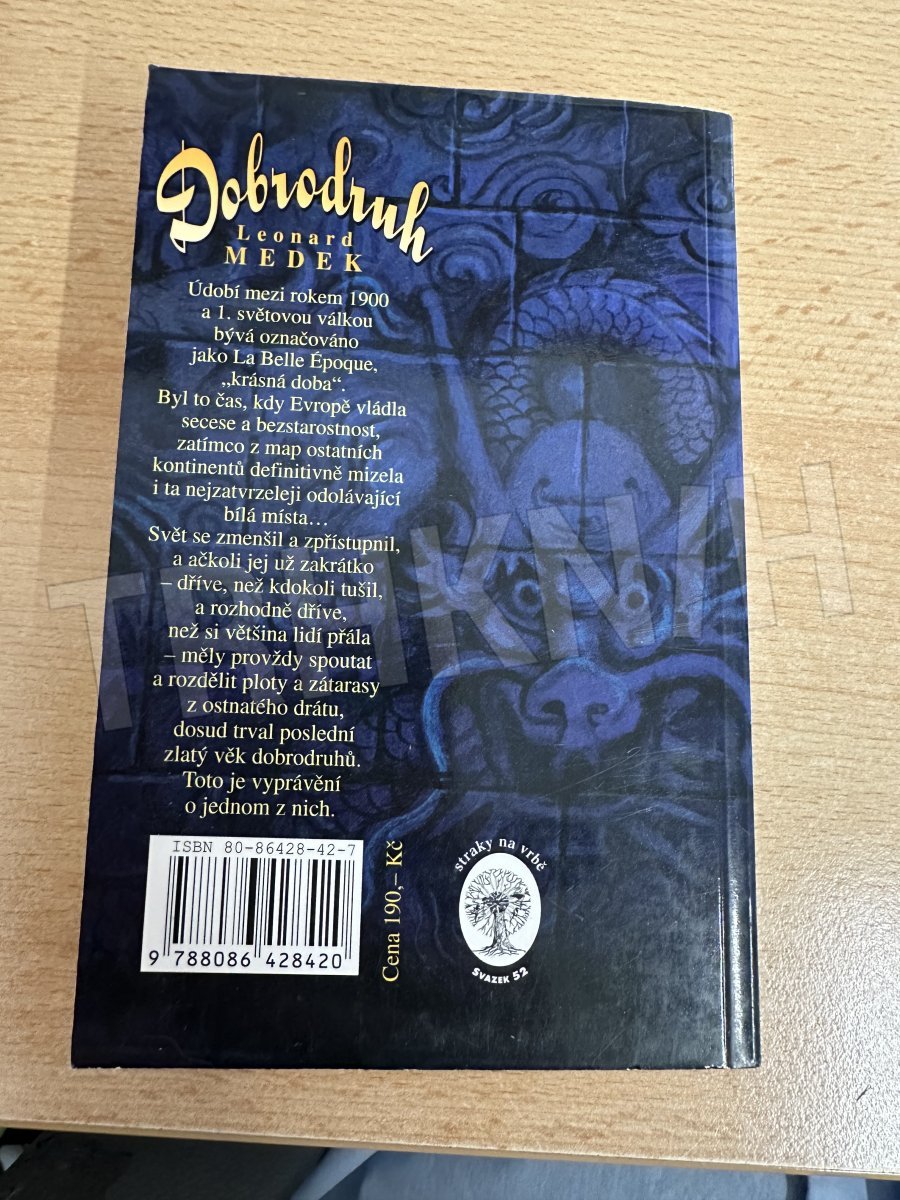 Dobrodruh
Leonard
MEDEK
Údobí mezi rokem 1900
a 1. světovou válkou
bývá označováno
jako La Belle Époque,
„krásná doba“.
Byl to čas, kdy Evropě vládla
secese a bezstarostnost,
zatímco z map ostatních
kontinentů definitivně mizela
i ta nejzatvrzeleji odolávající
bílá místa…
Svět se zmenšil a zpřístupnil,
a ačkoli jej už zakrátko
– dříve, než kdokoli tušil,
a rozhodně dříve,
než si většina lidí přála
– měly provždy spoutat
a rozdělit ploty a zátarasy
z ostnatého drátu,
dosud trval poslední
zlatý věk dobrodruhů.
Toto je vyprávění
o jednom z nich.
ISBN 80-86428-42-7
9 788086 428420
Cena 190,– Kč
straky na vrbě
SVAZEK 52